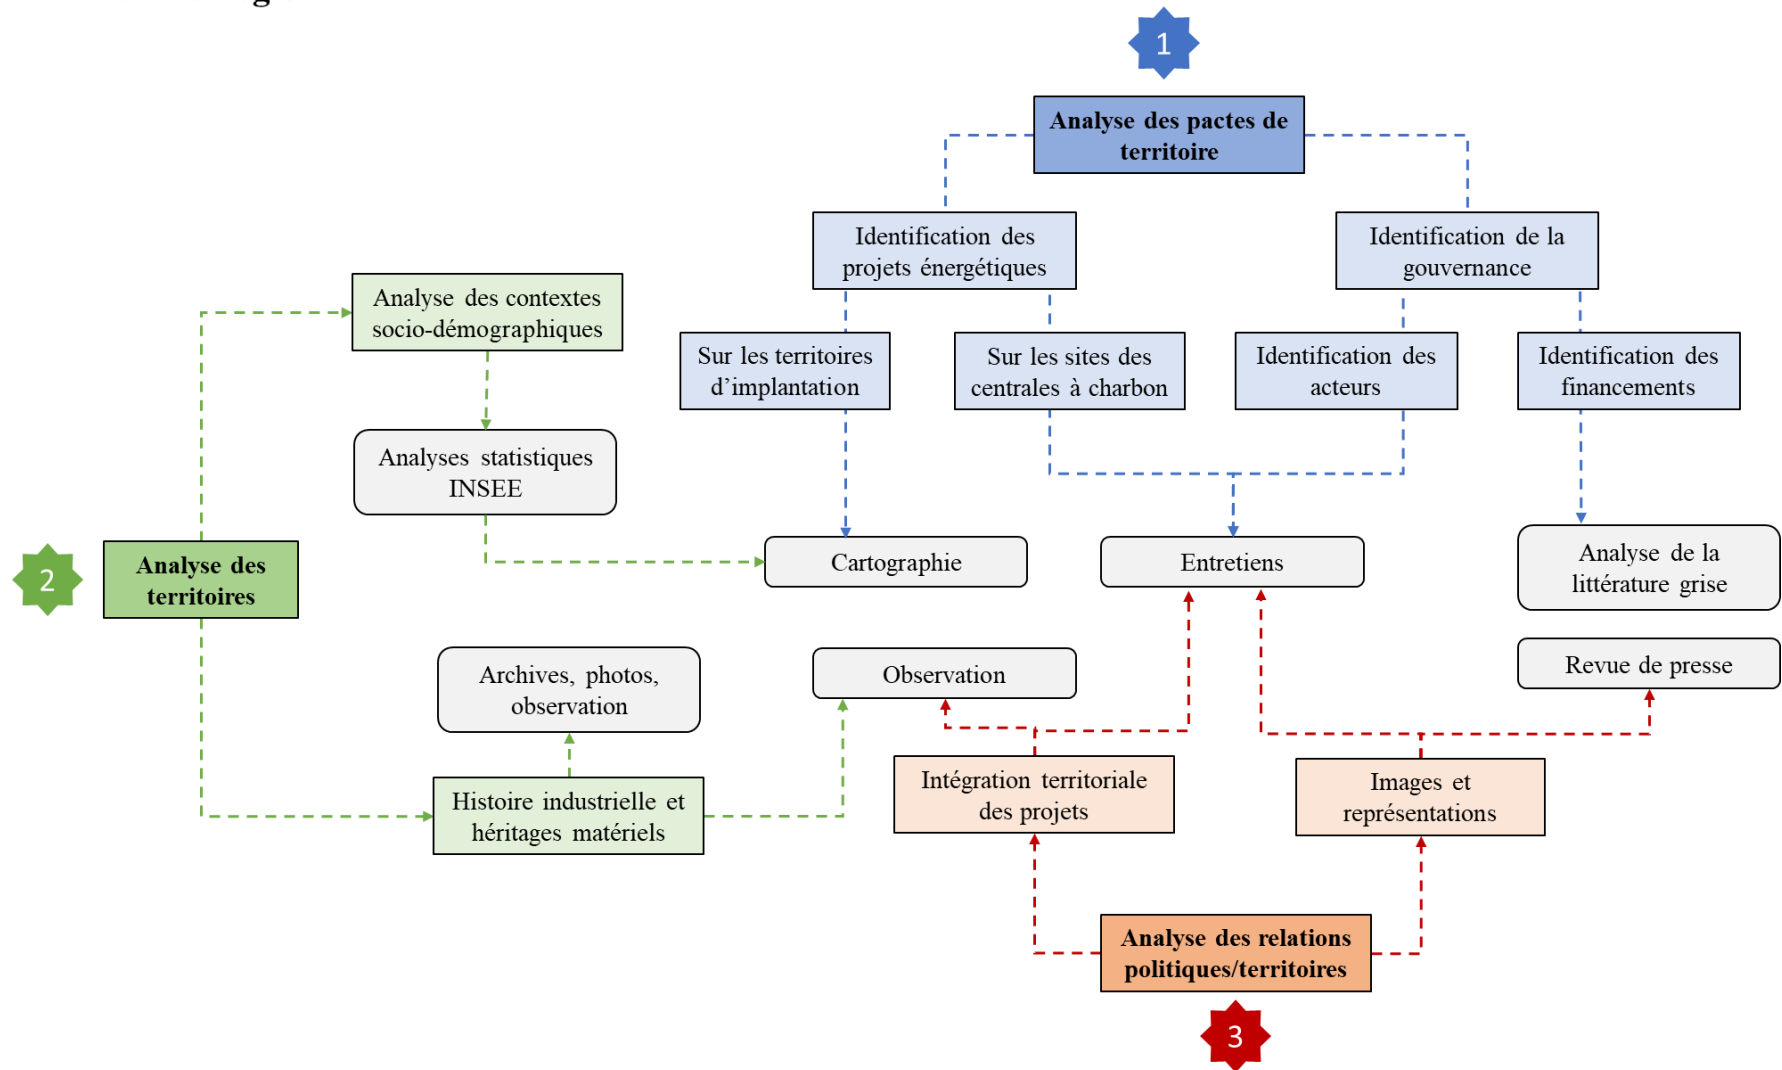 1
Analyse des pactes de
territoire
Identification des
projets énergétiques
Identification de la
gouvernance
Sur les territoires
d’implantation
Sur les sites des
centrales à charbon
Identification des
acteurs
Identification des
financements
Analyse des contextes
socio-démographiques
Analyses statistiques
INSEE
2
Analyse des
territoires
Cartographie
Entretiens
Analyse de la
littérature grise
Archives, photos,
observation
Observation
Revue de presse
Histoire industrielle et
héritages matériels
Intégration territoriale
des projets
Images et
représentations
Analyse des relations
politiques/territoires
3